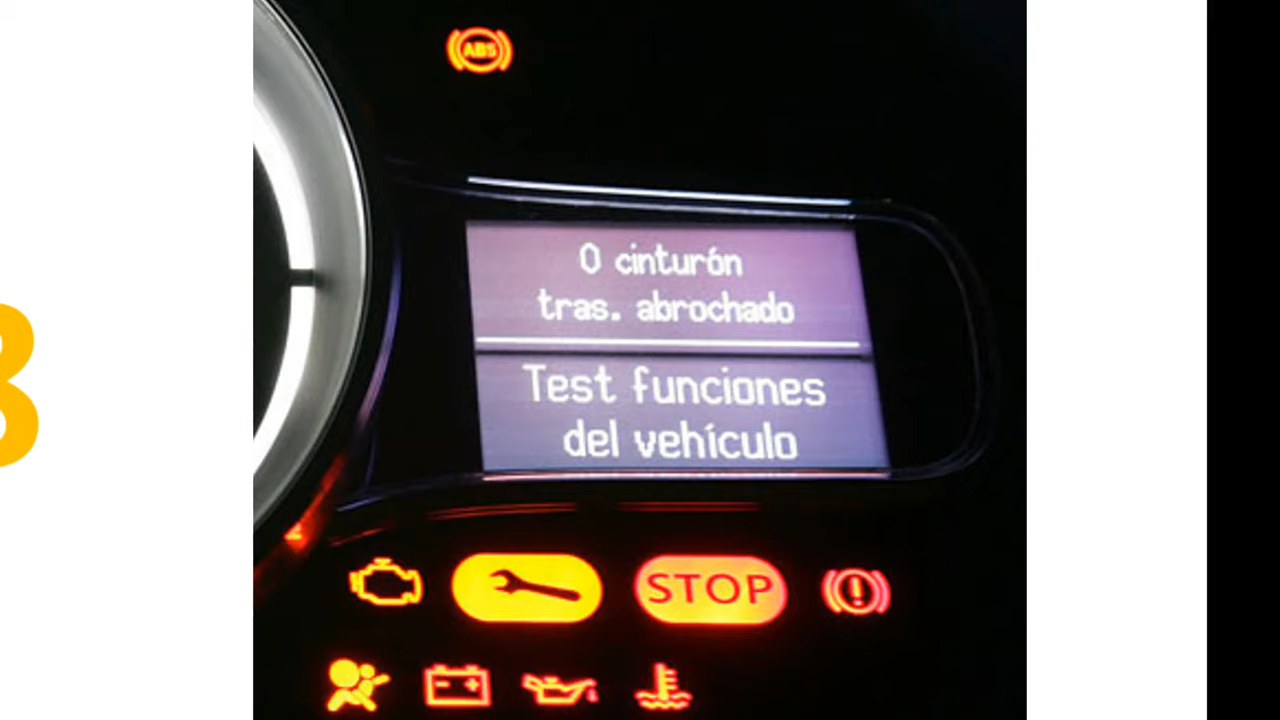 ABS
0 cinturón
tras. abrochado
Test funciones
del vehículo
STOP